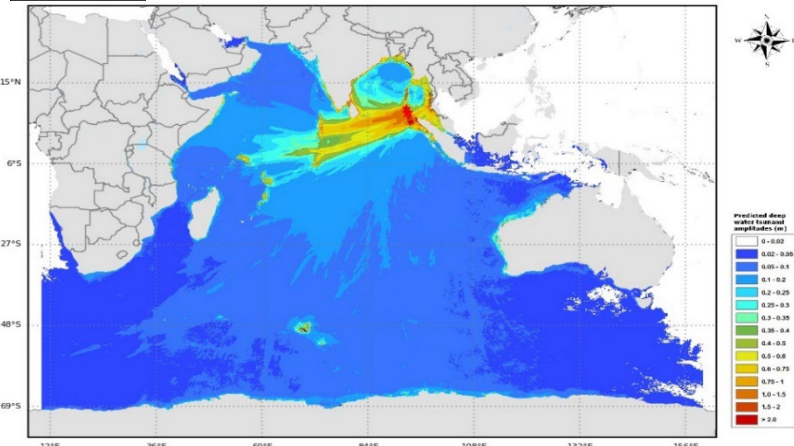 N
W
S
15°N
6°S
27°S
48°S
69°S
12°E
36°E
60°E
84°E
108°E
132°E
156°E
Predicted deep
water tsunami
amplitudes (m)
0 - 0.02
0.02 - 0.05
0.05 - 0.1
0.1 - 0.2
0.2 - 0.25
0.25 - 0.3
0.3 - 0.35
0.35 - 0.4
0.4 - 0.5
0.5 - 0.6
0.6 - 0.75
0.75 - 1
1.0 - 1.5
1.5 - 2
> 2.0